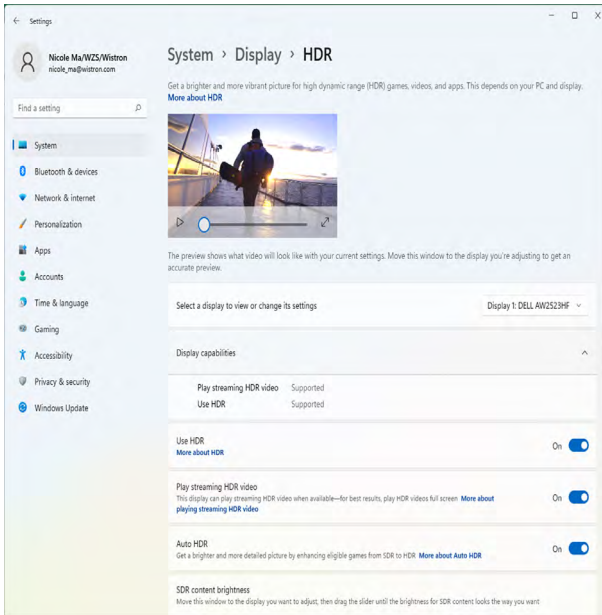 Settings
Nicole Ma/WZS/Wistron
nicole_ma@wistron.com
Find a setting
System
Bluetooth & devices
Network & internet
Personalization
Apps
Accounts
Time & language
Gaming
Accessibility
Privacy & security
Windows Update
System > Display > HDR
Get a brighter and more vibrant picture for high dynamic range (HDR) games, videos, and apps. This depends on your PC and display.
More about HDR
The preview shows what video will look like with your current settings. Move this window to the display you're adjusting to get an
accurate preview.
Select a display to view or change its settings
Display 1: DELL AW2523HF
Display capabilities
Play streaming HDR video Supported
Use HDR Supported
Use HDR
More about HDR
On
Play streaming HDR video
This display can play streaming HDR video when available—for best results, play HDR videos full screen More about
playing streaming HDR video
On
Auto HDR
Get a brighter and more detailed picture by enhancing eligible games from SDR to HDR More about Auto HDR
On
SDR content brightness
Move this window to the display you want to adjust, then drag the slider until the brightness for SDR content looks the way you want